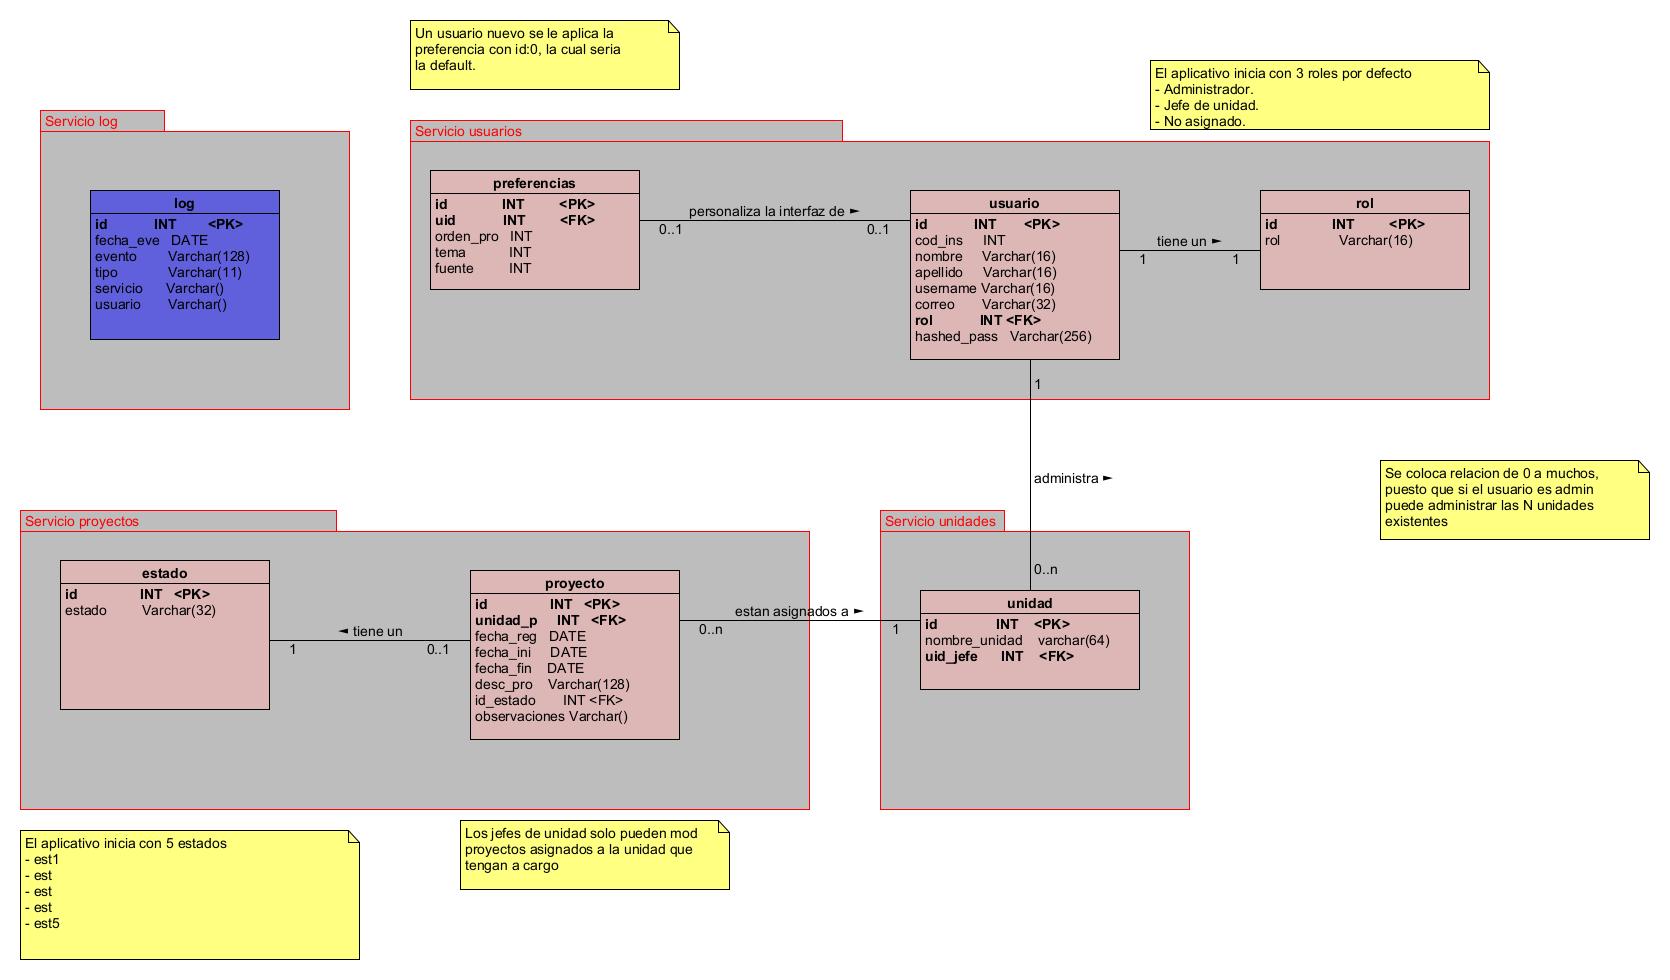 Un usuario nuevo se le aplica la
preferencia con id:0, la cual seria
la default.
El aplicativo inicia con 3 roles por defecto
- Administrador.
- Jefe de unidad.
- No asignado.
Servicio log
log
id INT <PK>
fecha_eve DATE
evento Varchar(128)
tipo Varchar(11)
servicio Varchar()
usuario Varchar()
Servicio usuarios
preferencias
id INT <PK>
uid INT <FK>
orden_pro INT
tema INT
fuente INT
personaliza la interfaz de ►
0..1 0..1
usuario
id INT <PK>
cod_ins INT
nombre Varchar(16)
apellido Varchar(16)
username Varchar(16)
correo Varchar(32)
rol INT <FK>
hashed_pass Varchar(256)
tiene un ►
1 1
rol
id INT <PK>
rol Varchar(16)
1
administra ►
0..n
Se coloca relacion de 0 a muchos,
puesto que si el usuario es admin
puede administrar las N unidades
existentes
Servicio proyectos
estado
id INT <PK>
estado Varchar(32)
◄ tiene un
1 0..1
proyecto
id INT <PK>
unidad_p INT <FK>
fecha_reg DATE
fecha_ini DATE
fecha_fin DATE
desc_pro Varchar(128)
id_estado INT <FK>
observaciones Varchar()
estan asignados a ►
0..n 1
Servicio unidades
unidad
id INT <PK>
nombre_unidad varchar(64)
uid_jefe INT <FK>
El aplicativo inicia con 5 estados
- est1
- est
- est
- est
- est5
Los jefes de unidad solo pueden mod
proyectos asignados a la unidad que
tengan a cargo